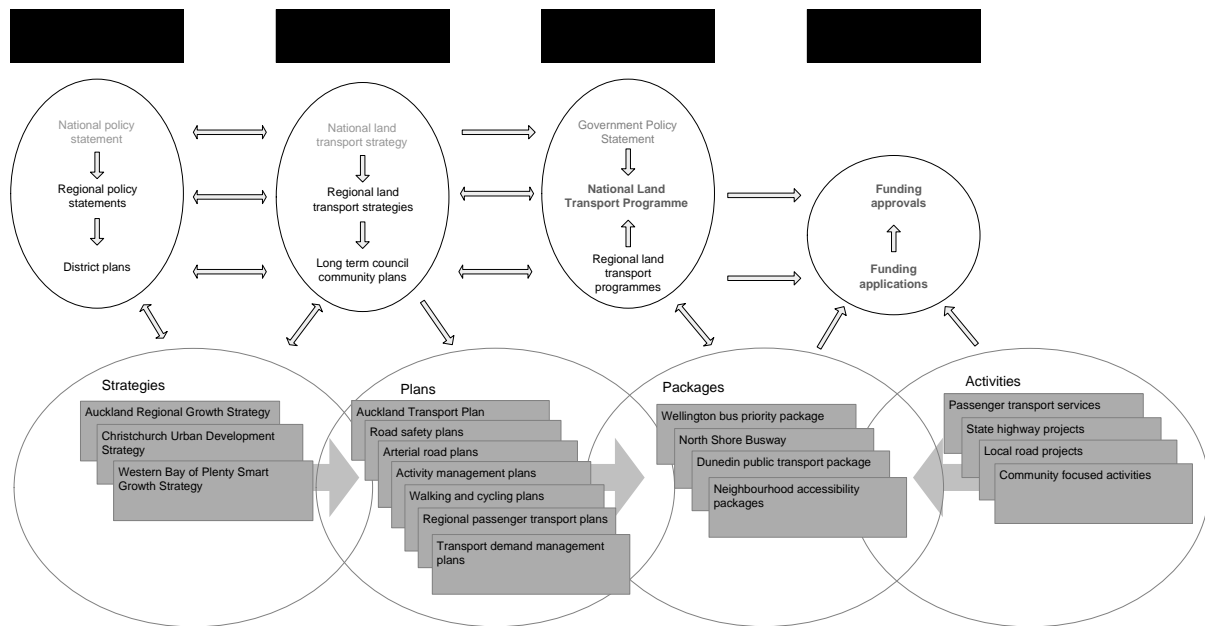 National policy
statement
Regional policy
statements
District plans
National land
transport strategy
Regional land
transport strategies
Long term council
community plans
Government Policy
Statement
National Land
Transport Programme
Regional land
transport
programmes
Funding
approvals
Funding
applications
Strategies
Auckland Regional Growth Strategy
Christchurch Urban Development
Strategy
Western Bay of Plenty Smart
Growth Strategy
Plans
Auckland Transport Plan
Road safety plans
Arterial road plans
Activity management plans
Walking and cycling plans
Regional passenger transport plans
Transport demand management
plans
Packages
Wellington bus priority package
North Shore Busway
Dunedin public transport package
Neighbourhood accessibility
packages
Activities
Passenger transport services
State highway projects
Local road projects
Community focused activities